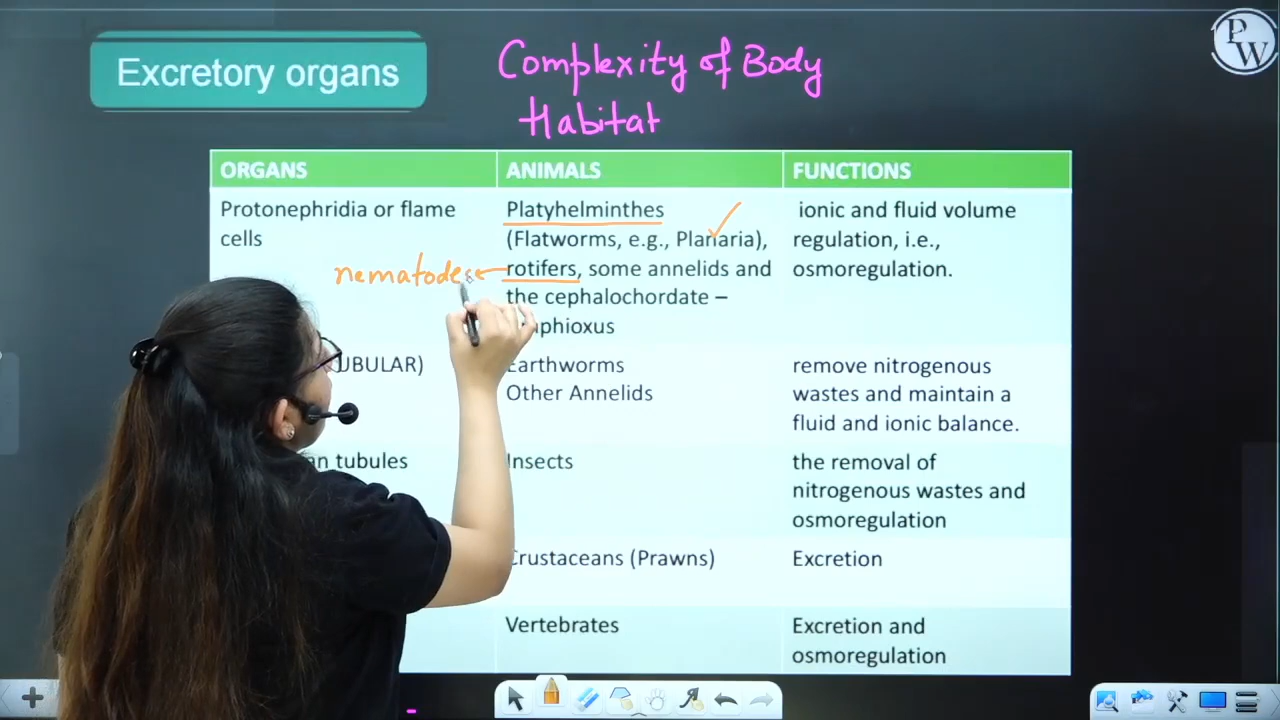 Excretory organs
Complexity of Body
Habitat
PW
ORGANS
ANIMALS
FUNCTIONS
Protonephridia or flame
cells
Platyhelminthes
(Flatworms, e.g., Planaria),
rotifers, some annelids and
the cephalochordate –
nematodes
ionic and fluid volume
regulation, i.e.,
osmoregulation.
Earthworms
Other Annelids
remove nitrogenous
wastes and maintain a
fluid and ionic balance.
tubules
Insects
the removal of
nitrogenous wastes and
osmoregulation
Crustaceans (Prawns)
Excretion
Vertebrates
Excretion and
osmoregulation